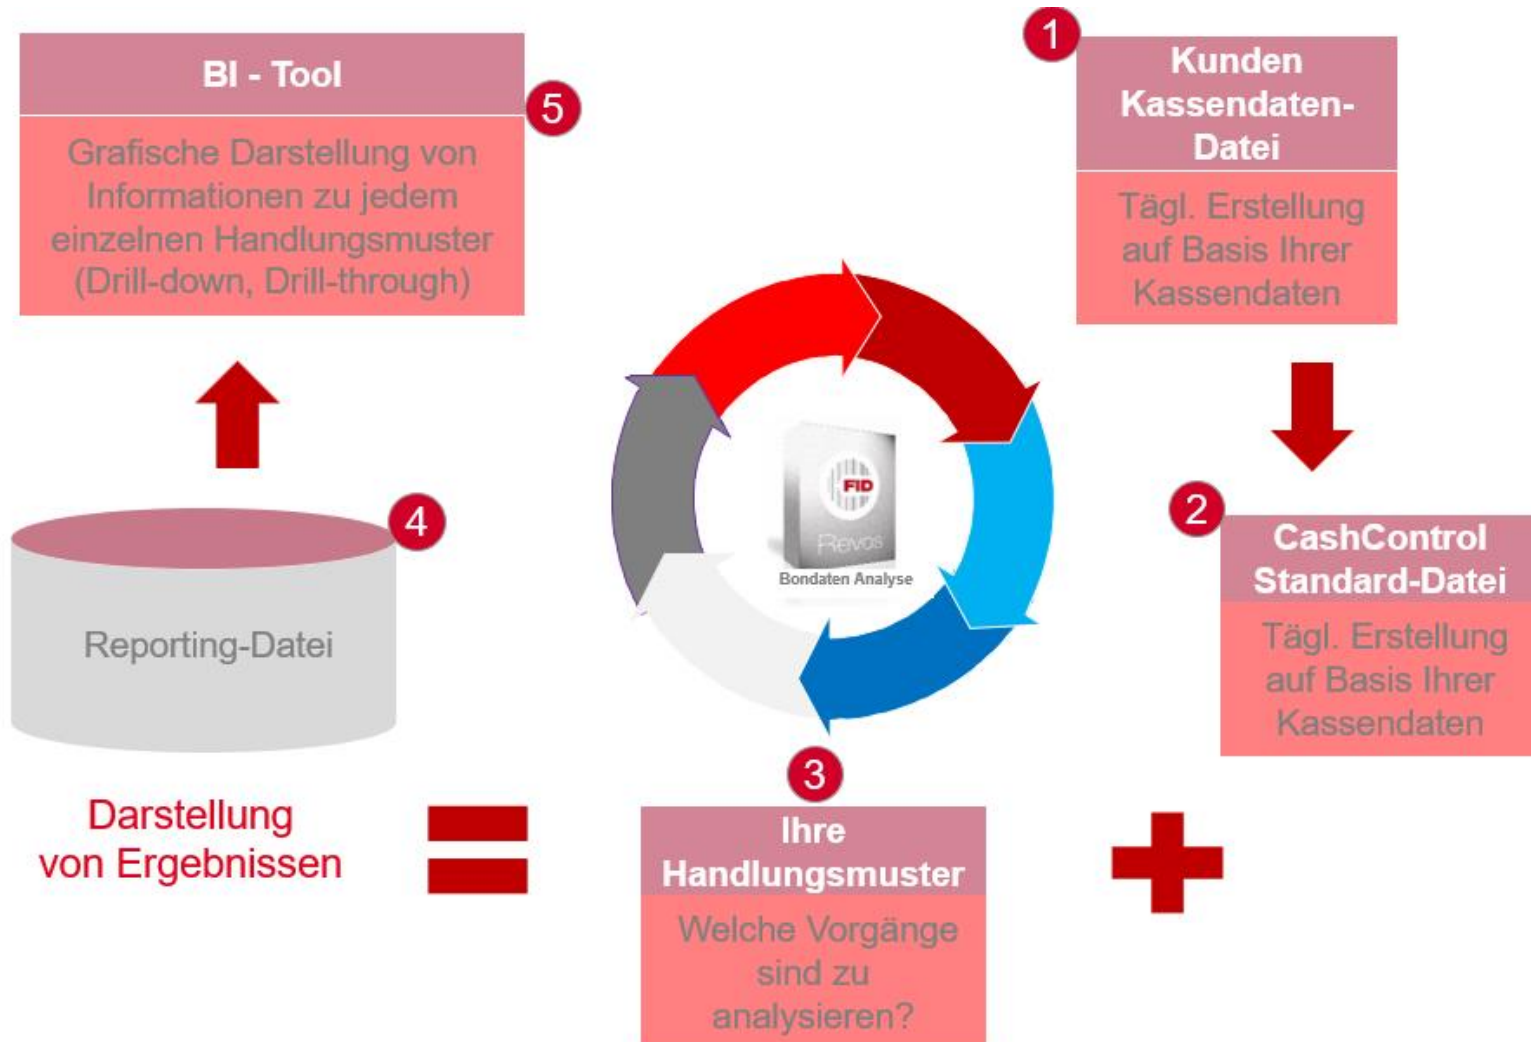 1
Kunden
Kassendaten-
Datei
Tägl. Erstellung
auf Basis Ihrer
Kassendaten
2
CashControl
Standard-Datei
Tägl. Erstellung
auf Basis Ihrer
Kassendaten
3
Ihre
Handlungsmuster
Welche Vorgänge
sind zu
analysieren?
4
Reporting-Datei
Darstellung
von Ergebnissen
5
BI - Tool
Grafische Darstellung von
Informationen zu jedem
einzelnen Handlungsmuster
(Drill-down, Drill-through)
FID
Revos
Bondaten Analyse